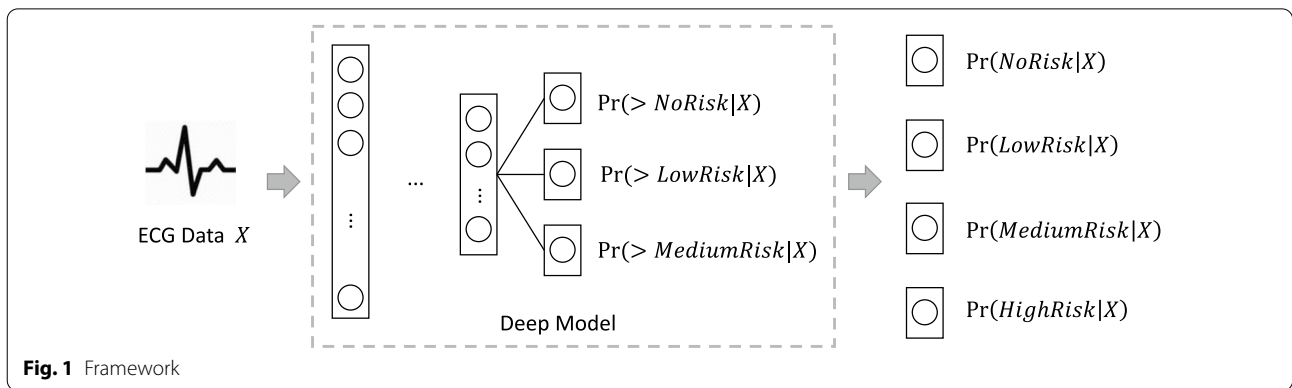 ECG Data X
...
...
...
Pr(> NoRisk|X)
Pr(> LowRisk|X)
Pr(> MediumRisk|X)
Deep Model
Pr(NoRisk|X)
Pr(LowRisk|X)
Pr(MediumRisk|X)
Pr(HighRisk|X)
Fig. 1 Framework